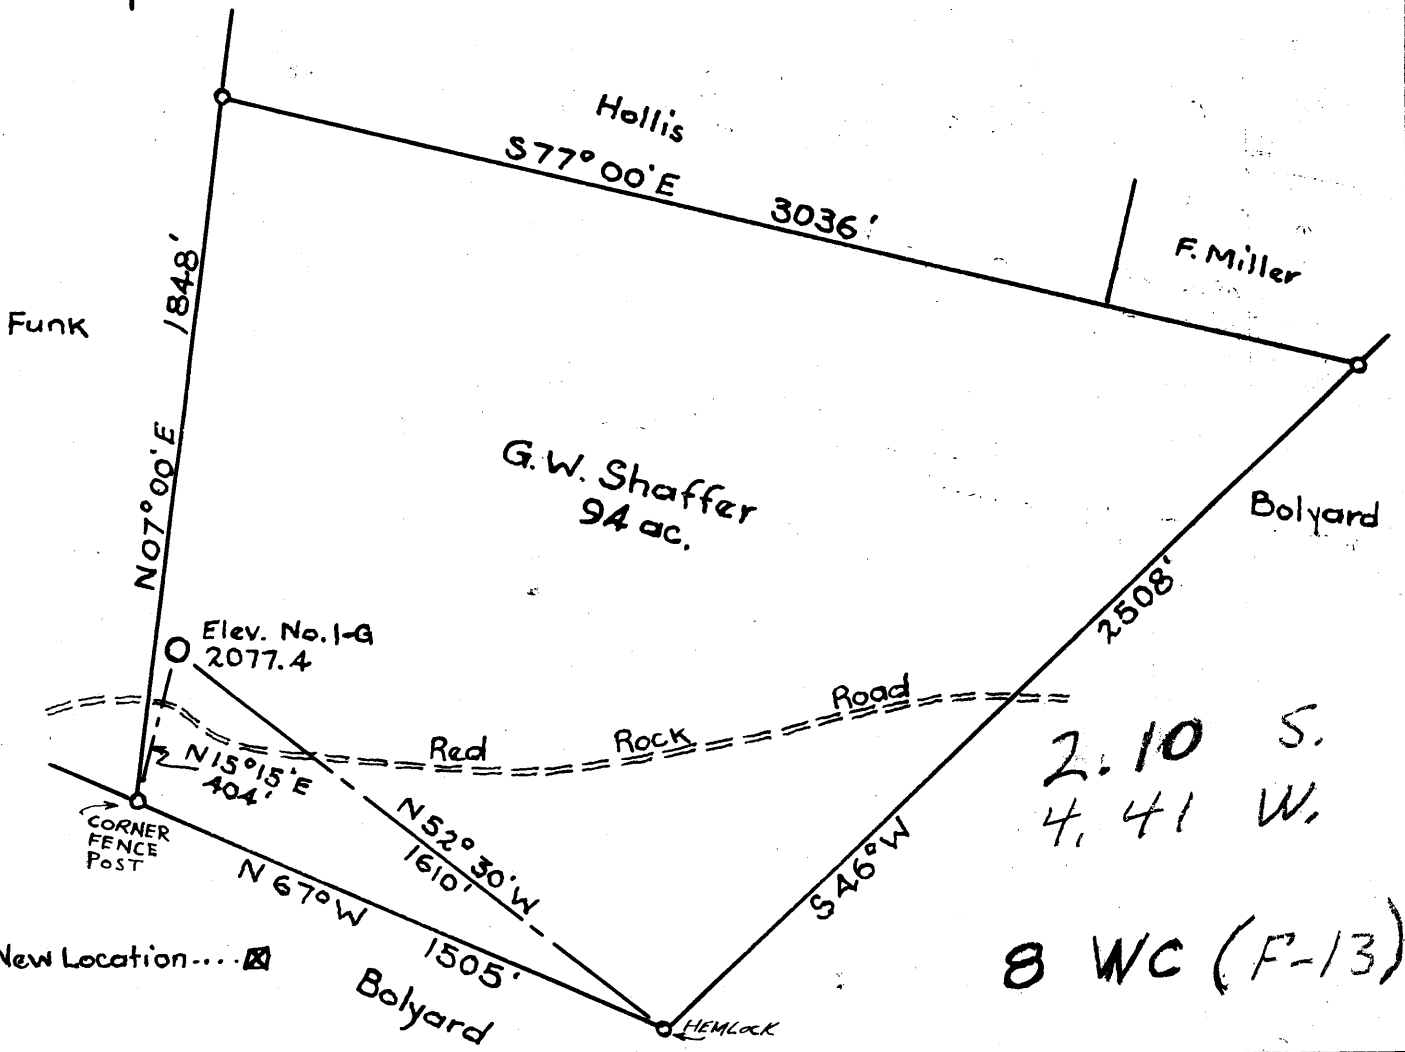 Hollis
S77°00'E
3036'
F. Miller
1848'
Funk
N07°00'E
G.W. Shaffer
94 ac.
Bolyard
2508'
Elev. No. 1-G
2077.4
Red Rock Road
2.10 S.
4.41 W.
N15°15'E
404'
CORNER
FENCE
POST
N52°30'W
1610'
S46°W
N67°W
1505'
New Location....
Bolyard
8 WC (F-13)
HEMLOCK